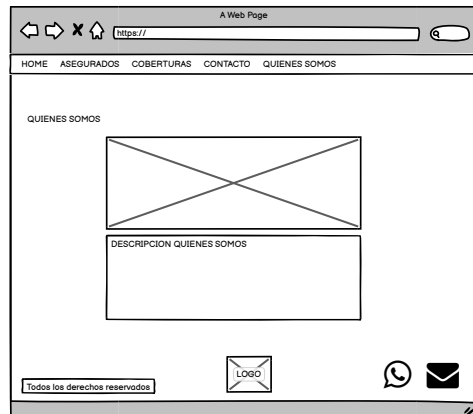 A Web Page
https://
HOME ASEGURADOS COBERTURAS CONTACTO QUIENES SOMOS
QUIENES SOMOS
DESCRIPCION QUIENES SOMOS
LOGO
Todos los derechos reservados